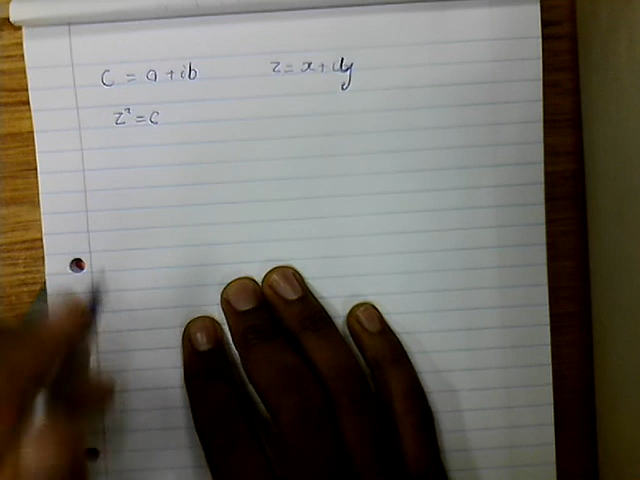 c = a + ib z = x + iy
z² = c